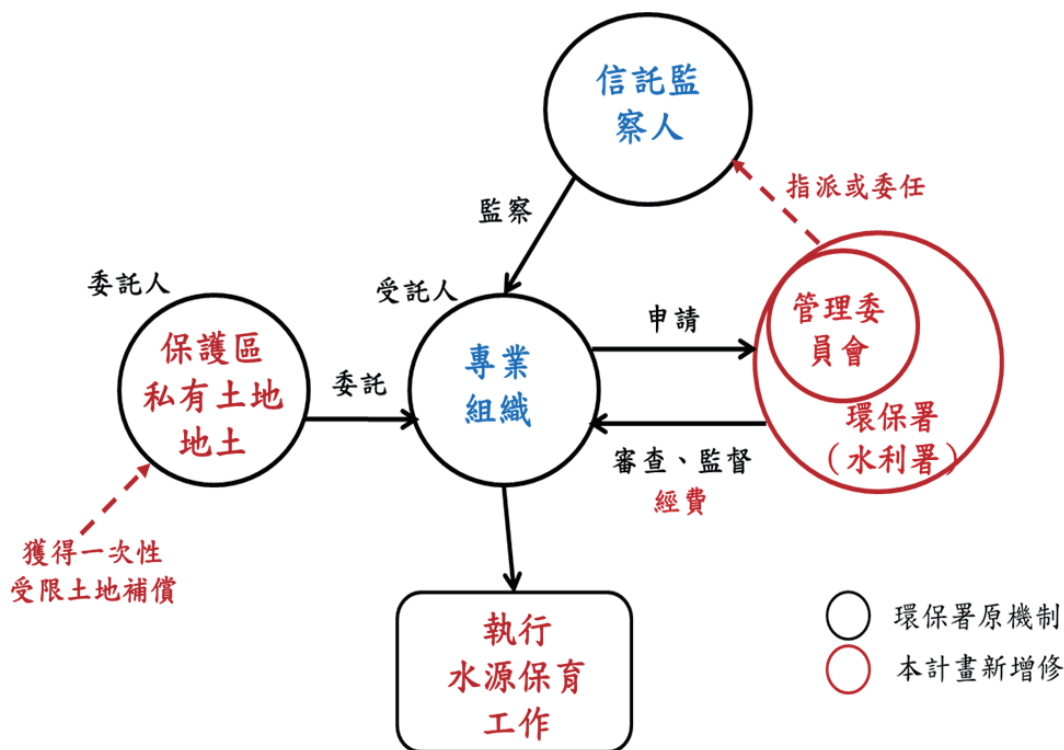 信託監
察人
指派或委任
監察
委託人
受託人
保護區
私有土地
地土
委託
專業
組織
申請
管理委
員會
環保署
（水利署）
審查、監督
經費
獲得一次性
受限土地補償
執行
水源保育
工作
環保署原機制
本計畫新增修